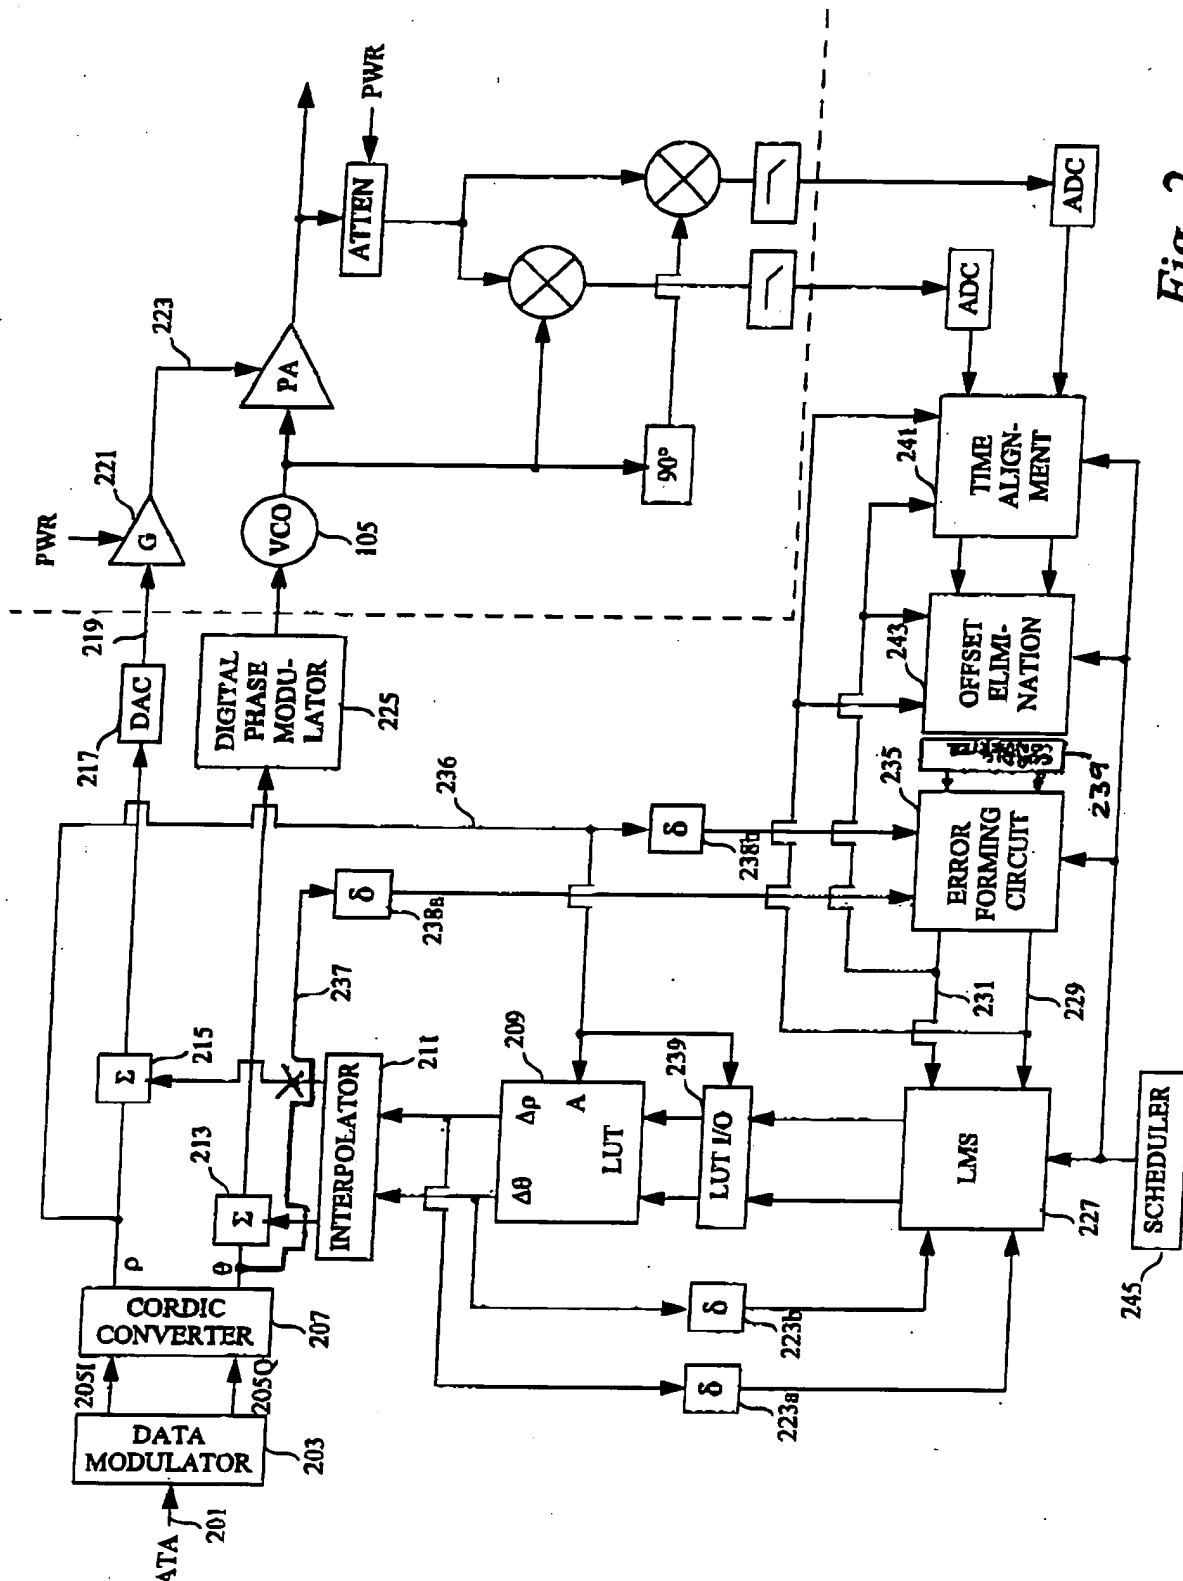 DATA
MODULATOR
203
ATA
201
205I
205Q
CORDIC
CONVERTER
207
ρ
θ
Σ
213
Σ
215
INTERPOLATOR
211
237
δ
238a
236
δ
238b
DAC
217
219
DIGITAL
PHASE
MODU-
LATOR
225
PWR
G
221
223
VCO
105
PA
ATTEN
PWR
90°
ADC
ADC
Δθ
Δρ
A
LUT
209
LUT I/O
239
δ
223b
δ
223a
LMS
227
231
229
ERROR
FORMING
CIRCUIT
235
239
OFFSET
ELIMI-
NATION
243
TIME
ALIGN-
MENT
241
SCHEDULER
245
Fig. 2